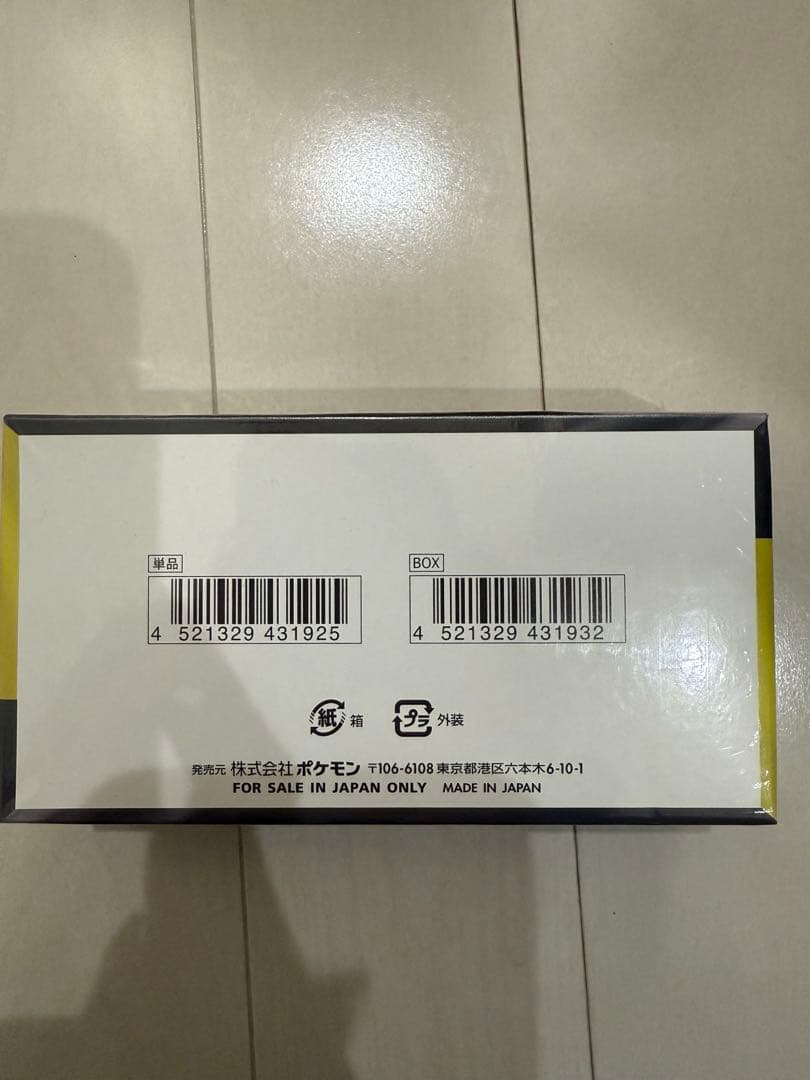 単品
BOX
4 521329 431925
4 521329 431932
紙 箱
プラ 外装
発売元 株式会社ポケモン 〒106-6108 東京都港区六本木6-10-1
FOR SALE IN JAPAN ONLY MADE IN JAPAN